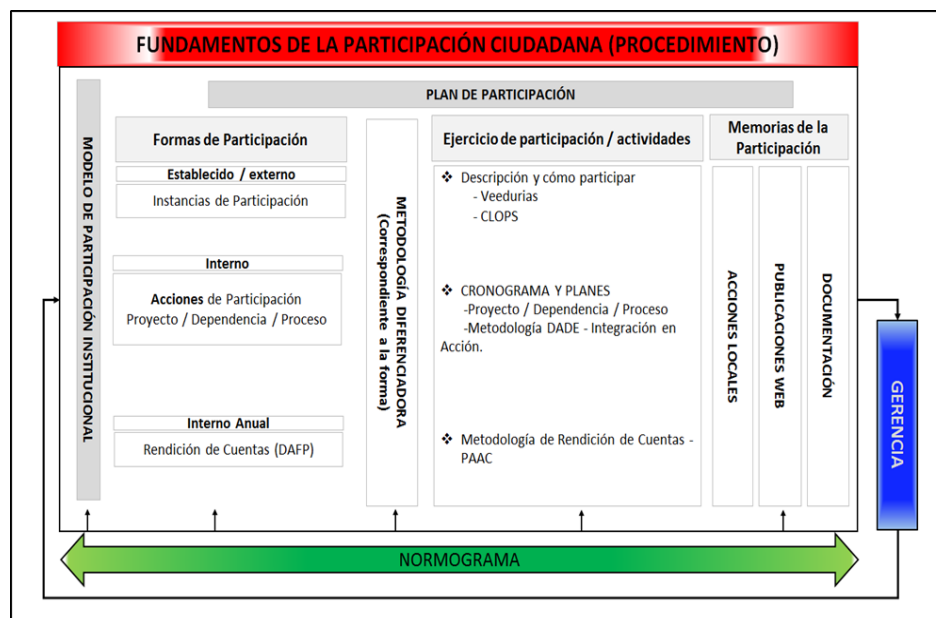 FUNDAMENTOS DE LA PARTICIPACIÓN CIUDADANA (PROCEDIMIENTO)
PLAN DE PARTICIPACIÓN
MODELO DE PARTICIPACIÓN INSTITUCIONAL
Formas de Participación
Establecido / externo
Instancias de Participación
Interno
Acciones de Participación
Proyecto / Dependencia / Proceso
Interno Anual
Rendición de Cuentas (DAFP)
METODOLOGÍA DIFERENCIADORA
(Correspondiente a la forma)
Ejercicio de participación / actividades
❖ Descripción y cómo participar
- Veedurias
- CLOPS
❖ CRONOGRAMA Y PLANES
-Proyecto / Dependencia / Proceso
-Metodología DADE - Integración en
Acción.
❖ Metodología de Rendición de Cuentas -
PAAC
Memorias de la
Participación
ACCIONES LOCALES
PUBLICACIONES WEB
DOCUMENTACIÓN
GERENCIA
NORMOGRAMA